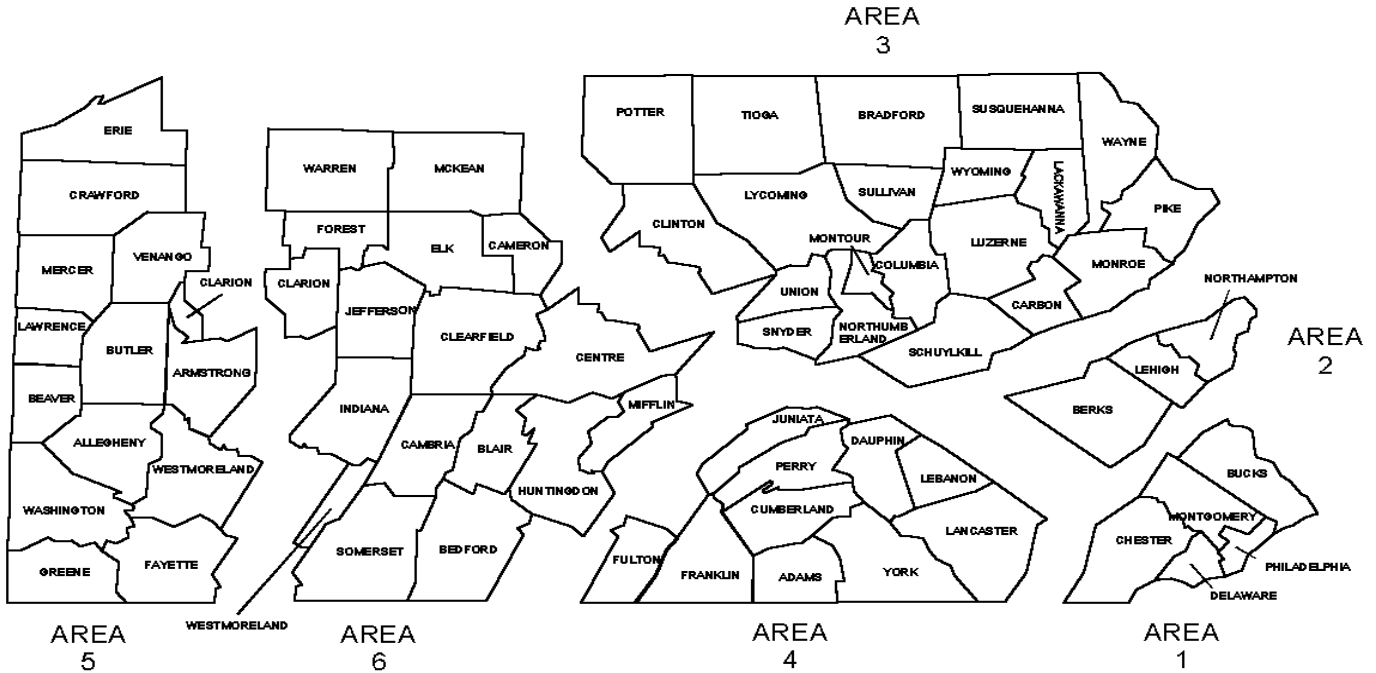 AREA
3
POTTER
TIOGA
BRADFORD
SUSQUEHANNA
WAYNE
WYOMING
LACKAWANNA
LYCOMING
SULLIVAN
PIKE
CLINTON
MONTOUR
COLUMBIA
LUZERNE
MONROE
UNION
CARBON
SNYDER
NORTHUMB
ERLAND
SCHUYLKILL
ERIE
CRAWFORD
MERCER
VENANGO
CLARION
LAWRENCE
BUTLER
ARMSTRONG
BEAVER
ALLEGHENY
WESTMORELAND
WASHINGTON
GREENE
FAYETTE
AREA
5
WARREN
MCKEAN
FOREST
ELK
CAMERON
CLARION
JEFFERSON
CLEARFIELD
CENTRE
INDIANA
MIFFLIN
CAMBRIA
BLAIR
HUNTINGDON
SOMERSET
BEDFORD
WESTMORELAND
AREA
6
JUNIATA
DAUPHIN
PERRY
LEBANON
CUMBERLAND
LANCASTER
FULTON
FRANKLIN
ADAMS
YORK
AREA
4
NORTHAMPTON
LEHIGH
BERKS
AREA
2
BUCKS
MONTGOMERY
CHESTER
PHILADELPHIA
DELAWARE
AREA
1